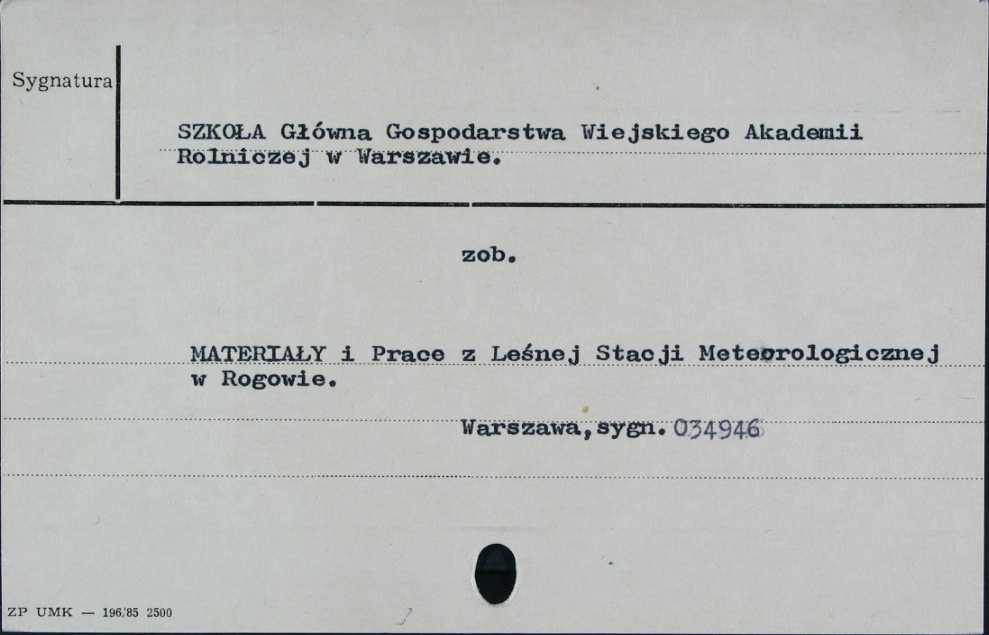 Sygnatura
SZKOŁA Główna Gospodarstwa Wiejskiego Akademii
Rolniczej w Warszawie.
zob.
MATERIAŁY i Prace z Leśnej Stacji Meteorologicznej
w Rogowie.
Warszawa,sygn. 034946
ZP UMK — 196/85 2500